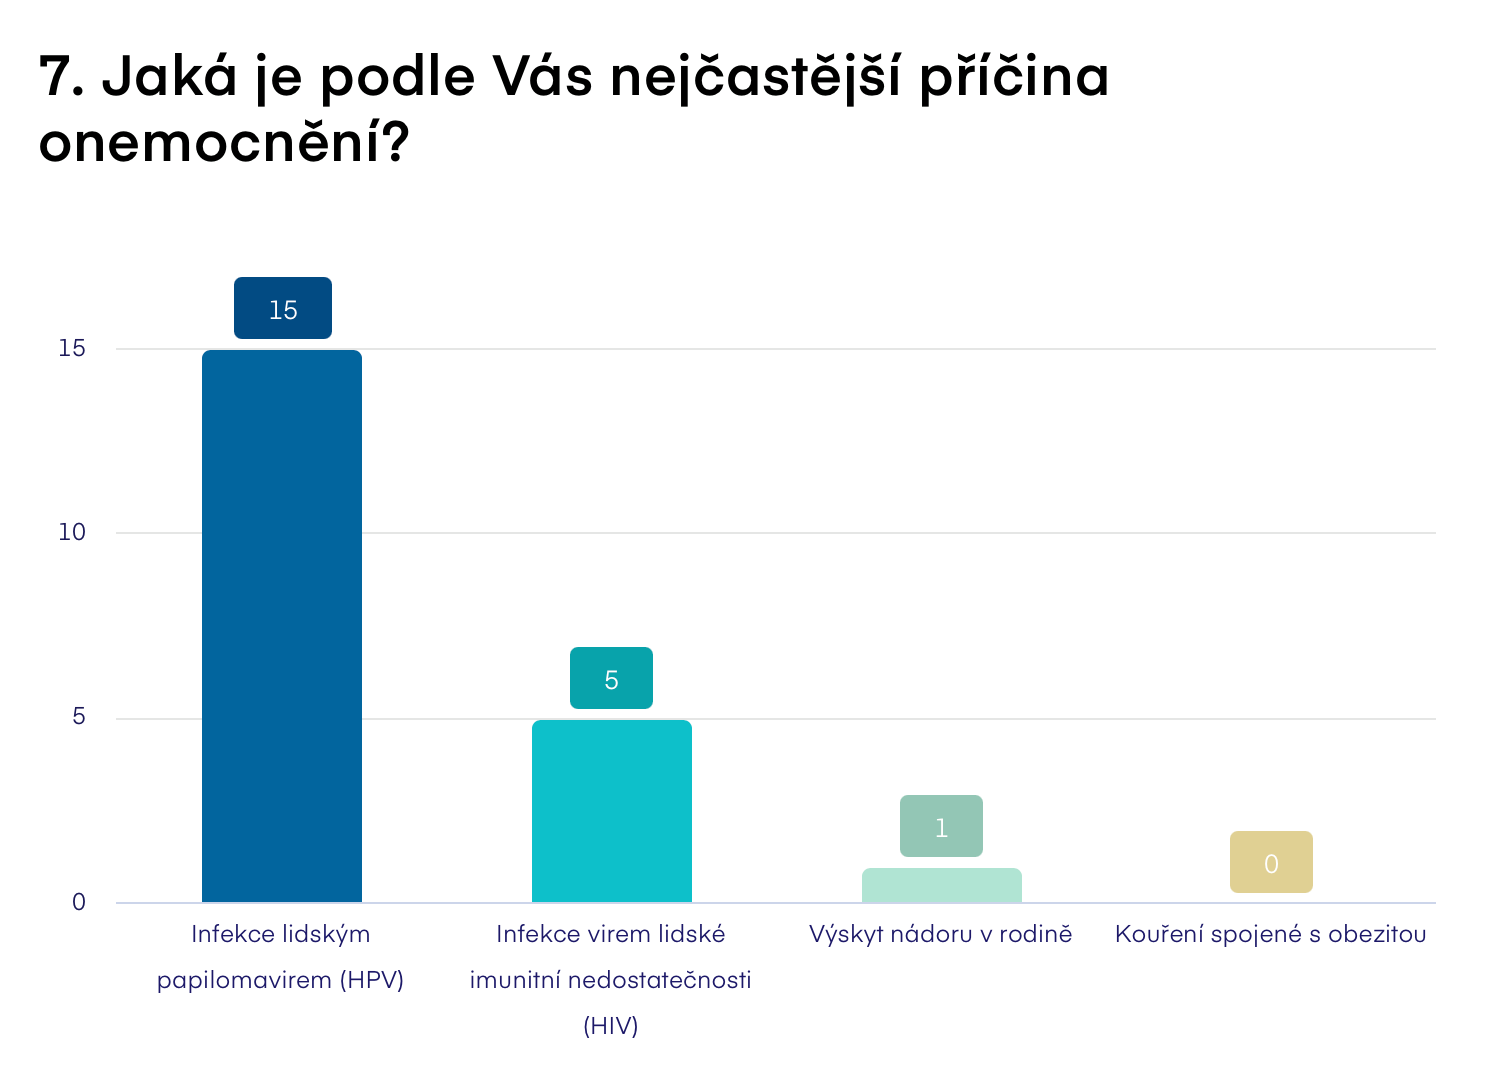 7. Jaká je podle Vás nejčastější příčina
onemocnění?
15
15
10
5
5
1
0
0
Infekce lidským
papilomavirem (HPV)
Infekce virem lidské
imunitní nedostatečnosti
(HIV)
Výskyt nádoru v rodině
Kouření spojené s obezitou